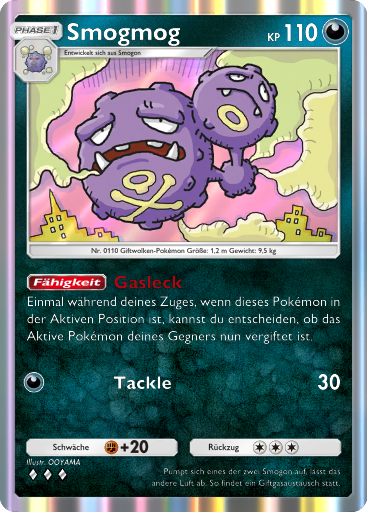 PHASE 1 Smogmog KP 110
Entwickelt sich aus Smogon
Nr. 0110 Giftwolken-Pokémon Größe: 1,2 m Gewicht: 9,5 kg
Fähigkeit Gasleck
Einmal während deines Zuges, wenn dieses Pokémon in
der Aktiven Position ist, kannst du entscheiden, ob das
Aktive Pokémon deines Gegners nun vergiftet ist.
Tackle 30
Schwäche +20 Rückzug
Illustr. OOYAMA
Pumpt sich eines der zwei Smogon auf, lässt das
andere Luft ab. So findet ein Giftgasaustausch statt.